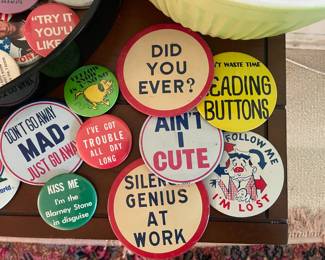 "TRY IT
YOU'LL
LIKE
DID
YOU
EVER?
N'T WASTE TIME
EADING
BUTTONS
DON'T GO AWAY
MAD-
JUST GO AWAY
I'VE GOT
TROUBLE
ALL DAY
LONG
AIN'T
I
CUTE
FOLLOW ME
I'M LOST
KISS ME
I'm the
Blarney Stone
in disguise
SILENT
GENIUS
AT
WORK